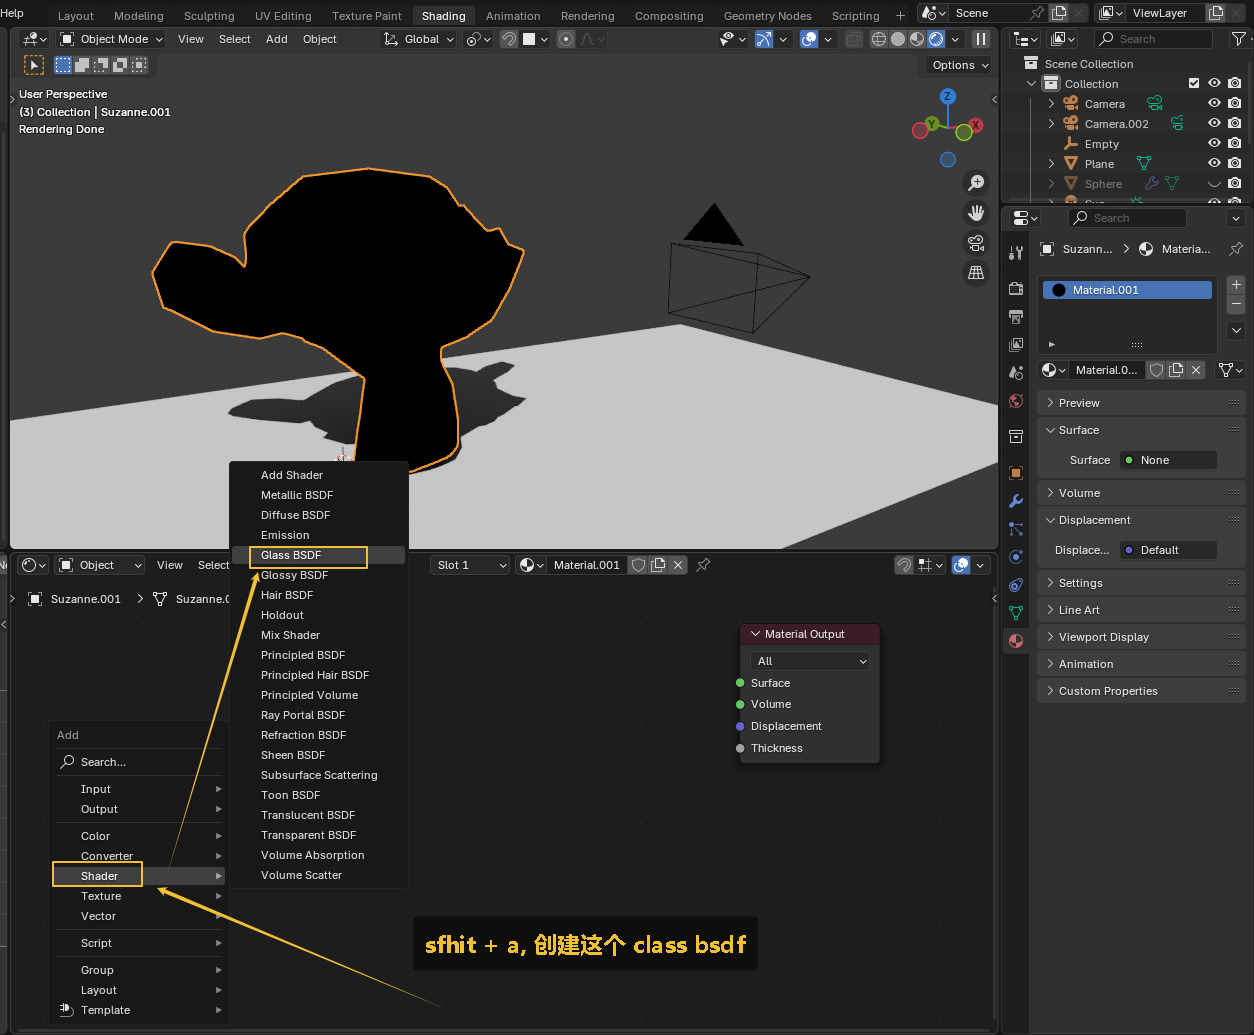 Help
Layout
Modeling
Sculpting
UV Editing
Texture Paint
Shading
Animation
Rendering
Compositing
Geometry Nodes
Scripting
+
Scene
ViewLayer
Object Mode
View
Select
Add
Object
Global
Search
Options
User Perspective
(3) Collection | Suzanne.001
Rendering Done
Z
Y
X
Scene Collection
Collection
Camera
Camera.002
Empty
Plane
Sphere
Search
Suzann...
Materia...
Material.001
Material.0...
Preview
Surface
Surface
None
Volume
Displacement
Displace...
Default
Settings
Line Art
Viewport Display
Animation
Custom Properties
Object
View
Select
Slot 1
Material.001
Suzanne.001
Suzanne.0
Add Shader
Metallic BSDF
Diffuse BSDF
Emission
Glass BSDF
Glossy BSDF
Hair BSDF
Holdout
Mix Shader
Principled BSDF
Principled Hair BSDF
Principled Volume
Ray Portal BSDF
Refraction BSDF
Sheen BSDF
Subsurface Scattering
Toon BSDF
Translucent BSDF
Transparent BSDF
Volume Absorption
Volume Scatter
Add
Search...
Input
Output
Color
Converter
Shader
Texture
Vector
Script
Group
Layout
Template
Material Output
All
Surface
Volume
Displacement
Thickness
sfhit + a, 创建这个 class bsdf